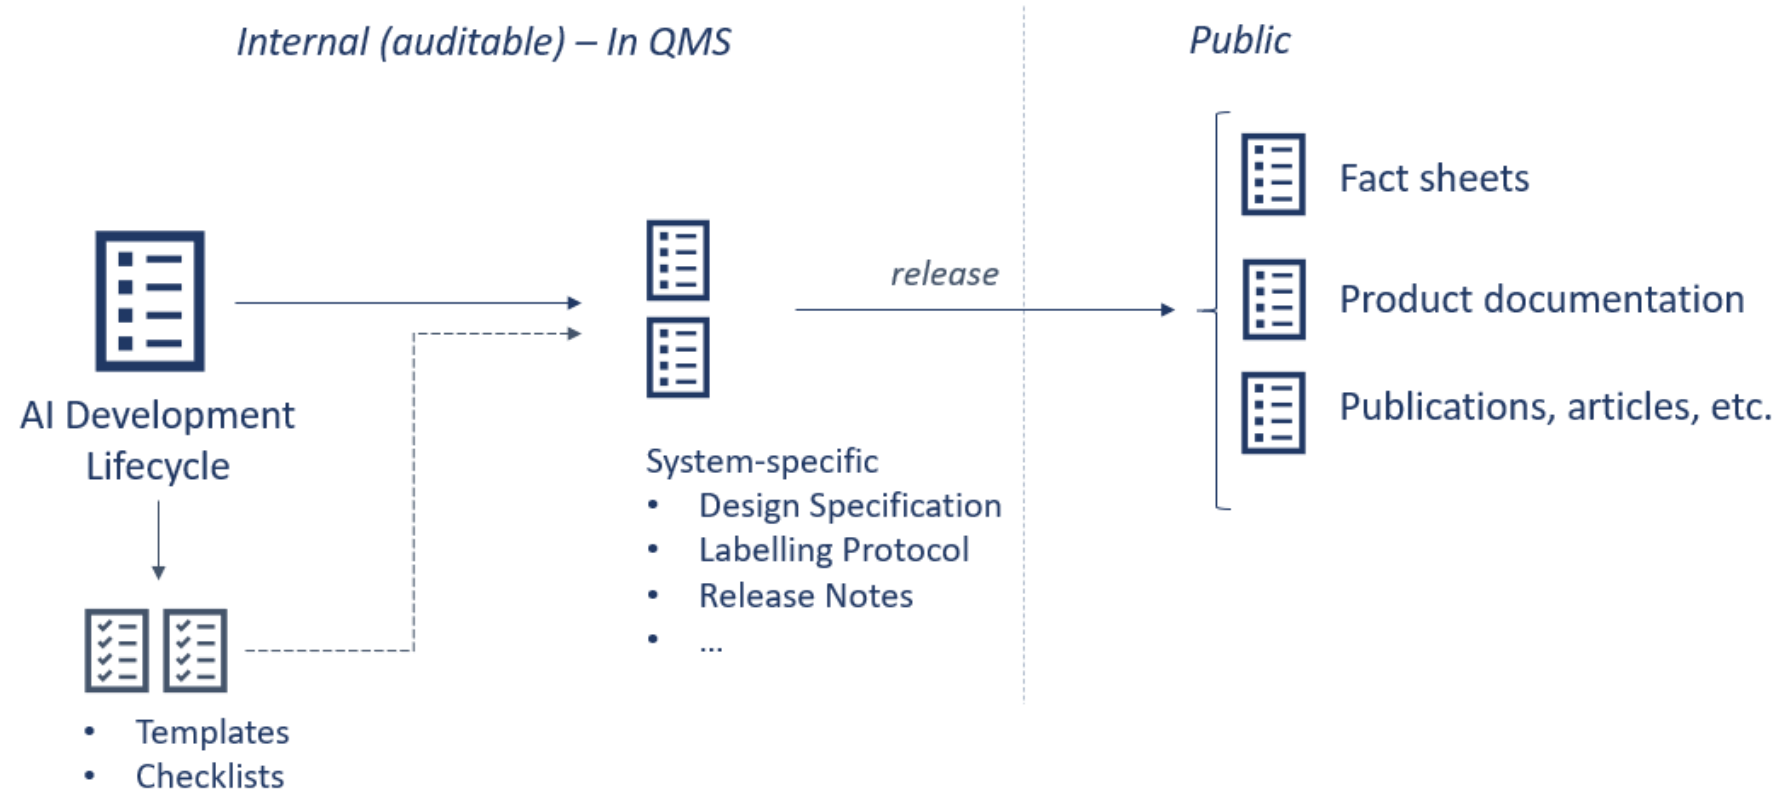 Internal (auditable) – In QMS
Public
AI Development
Lifecycle
• Templates
• Checklists
System-specific
• Design Specification
• Labelling Protocol
• Release Notes
• ...
release
Fact sheets
Product documentation
Publications, articles, etc.